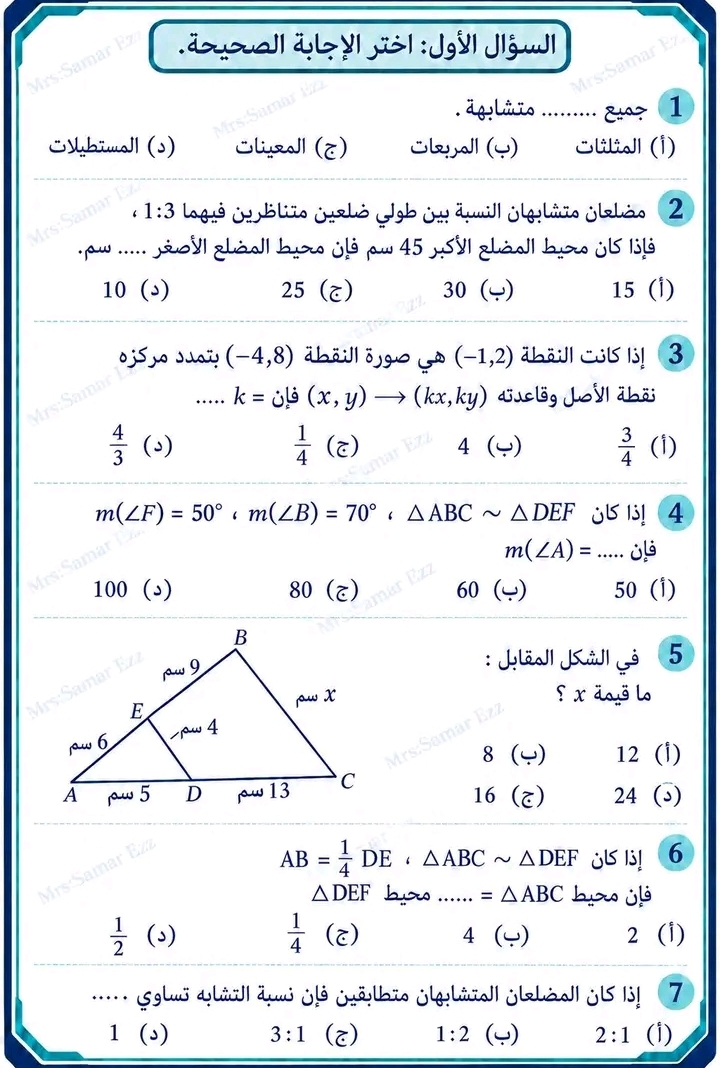 السؤال الأول: اختر الإجابة الصحيحة.
1 جميع ......... متشابهة .
(أ) المثلثات (ب) المربعات (ج) المعينات (د) المستطيلات
2 مضلعان متشابهان النسبة بين طولي ضلعين متناظرين فيهما 1:3 ،
فإذا كان محيط المضلع الأكبر 45 سم فإن محيط المضلع الأصغر ..... سم.
(أ) 15 (ب) 30 (ج) 25 (د) 10
3 إذا كانت النقطة (−1,2) هي صورة النقطة (−4,8) بتمدد مركزه
نقطة الأصل وقاعدته (x, y) ⟶ (kx, ky) فإن k = .....
(أ) 3/4 (ب) 4 (ج) 1/4 (د) 4/3
4 إذا كان △ABC ~ △DEF ، m(∠B) = 70° ، m(∠F) = 50°
فإن m(∠A) = .....
(أ) 50 (ب) 60 (ج) 80 (د) 100
5 في الشكل المقابل :
ما قيمة x ؟
(أ) 12 (ب) 8
(د) 24 (ج) 16
B
9 سم
x سم
E
4 سم
6 سم
A
5 سم
D
13 سم
C
6 إذا كان △ABC ~ △DEF ، AB = 1/4 DE
فإن محيط △ABC = ...... محيط △DEF
(أ) 2 (ب) 4 (ج) 1/4 (د) 1/2
7 إذا كان المضلعان المتشابهان متطابقين فإن نسبة التشابه تساوي .....
(أ) 2:1 (ب) 1:2 (ج) 3:1 (د) 1
Mrs:Samar Ezz